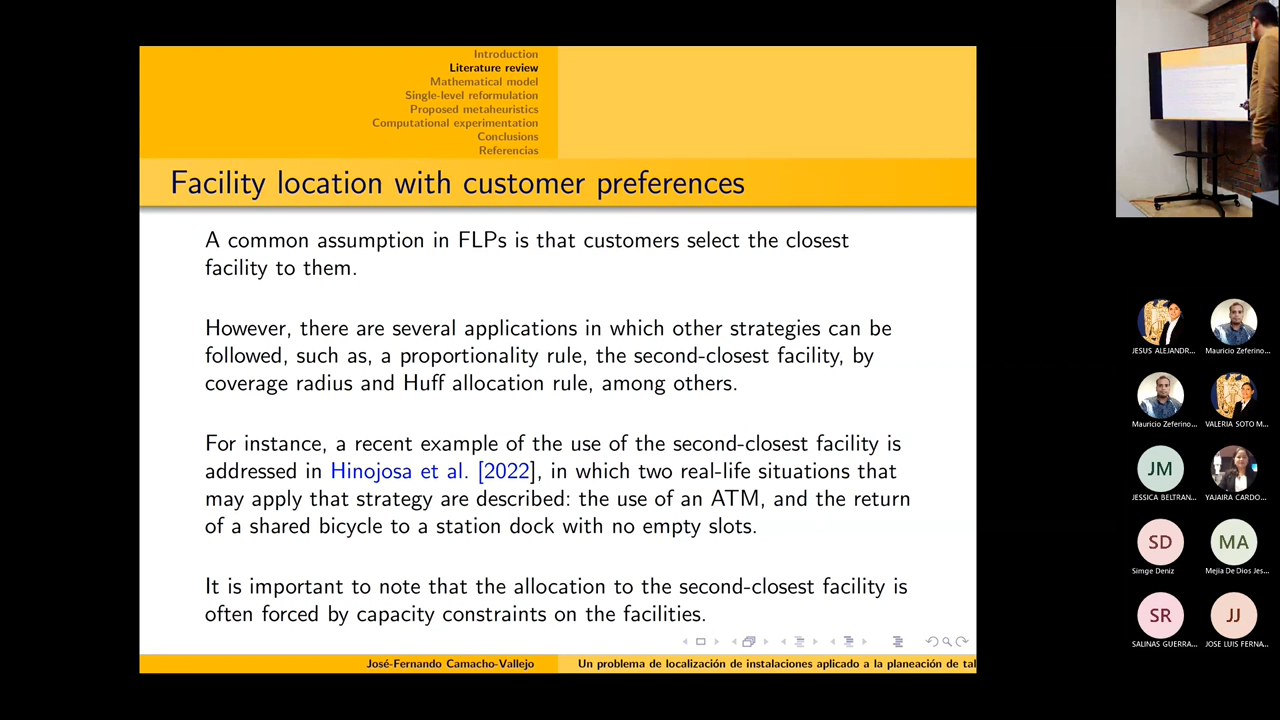 Introduction
Literature review
Mathematical model
Single-level reformulation
Proposed metaheuristics
Computational experimentation
Conclusions
Referencias
Facility location with customer preferences
A common assumption in FLPs is that customers select the closest
facility to them.
However, there are several applications in which other strategies can be
followed, such as, a proportionality rule, the second-closest facility, by
coverage radius and Huff allocation rule, among others.
For instance, a recent example of the use of the second-closest facility is
addressed in Hinojosa et al. [2022], in which two real-life situations that
may apply that strategy are described: the use of an ATM, and the return
of a shared bicycle to a station dock with no empty slots.
It is important to note that the allocation to the second-closest facility is
often forced by capacity constraints on the facilities.
José-Fernando Camacho-Vallejo
Un problema de localización de instalaciones aplicado a la planeación de tal
JESUS ALEJANDR...
Mauricio Zeferino...
Mauricio Zeferino...
VALERIA SOTO M...
JM
JESSICA BELTRAN...
YAJAIRA CARDO...
SD
Simge Deniz
MA
Mejía De Dios Jes...
SR
SALINAS GUERRA...
JJ
JOSE LUIS FERNA...